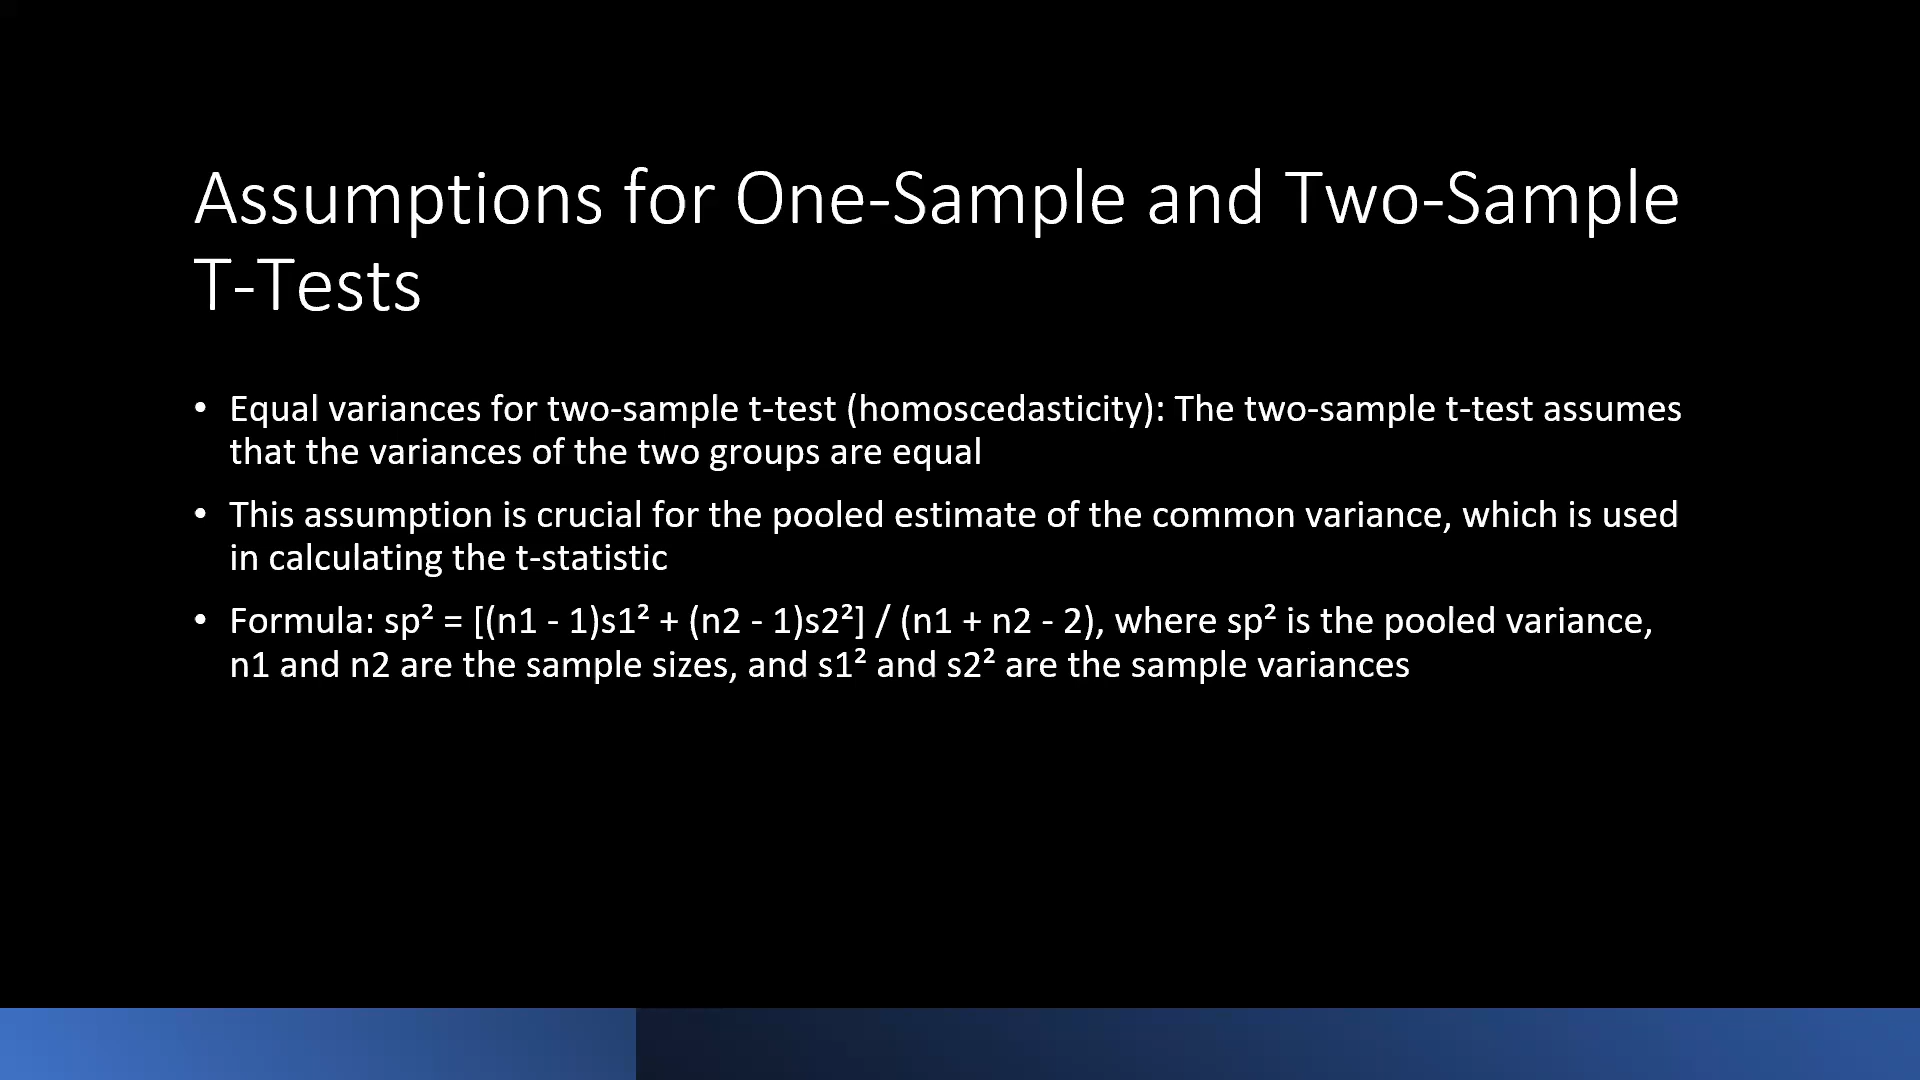 Assumptions for One-Sample and Two-Sample
T-Tests
• Equal variances for two-sample t-test (homoscedasticity): The two-sample t-test assumes
that the variances of the two groups are equal
• This assumption is crucial for the pooled estimate of the common variance, which is used
in calculating the t-statistic
• Formula: sp² = [(n1 - 1)s1² + (n2 - 1)s2²] / (n1 + n2 - 2), where sp² is the pooled variance,
n1 and n2 are the sample sizes, and s1² and s2² are the sample variances